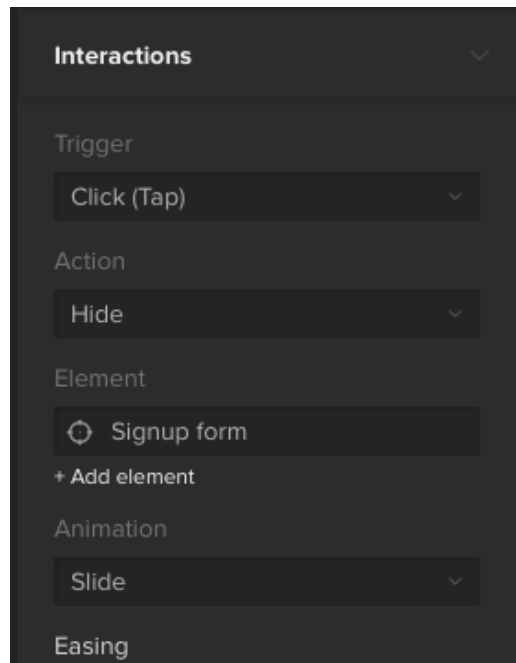 Interactions
Trigger
Click (Tap)
Action
Hide
Element
Signup form
+ Add element
Animation
Slide
Easing